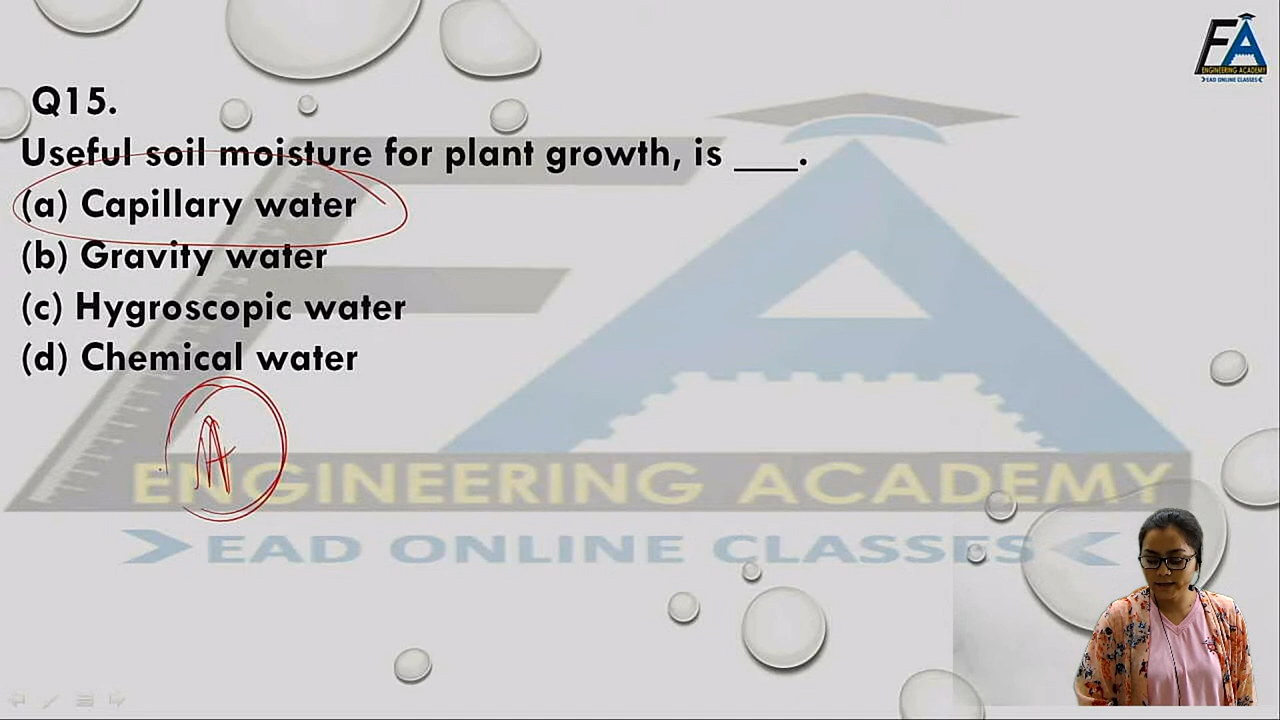 FA
ENGINEERING ACADEMY
EAD ONLINE CLASSES
Q15.
Useful soil moisture for plant growth, is ____.
(a) Capillary water
(b) Gravity water
(c) Hygroscopic water
(d) Chemical water
A
ENGINEERING ACADEMY
EAD ONLINE CLASSES